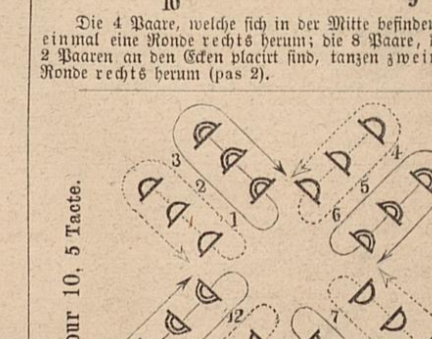 10
Die 4 Paare, welche sich in der Mitte befinden
einmal eine Ronde rechts herum; die 8 Paare,
2 Paaren an den Ecken placirt sind, tanzen zwei
Ronde rechts herum (pas 2).
our 10, 5 Tacte.
3
2
1
4
5
6
12
7